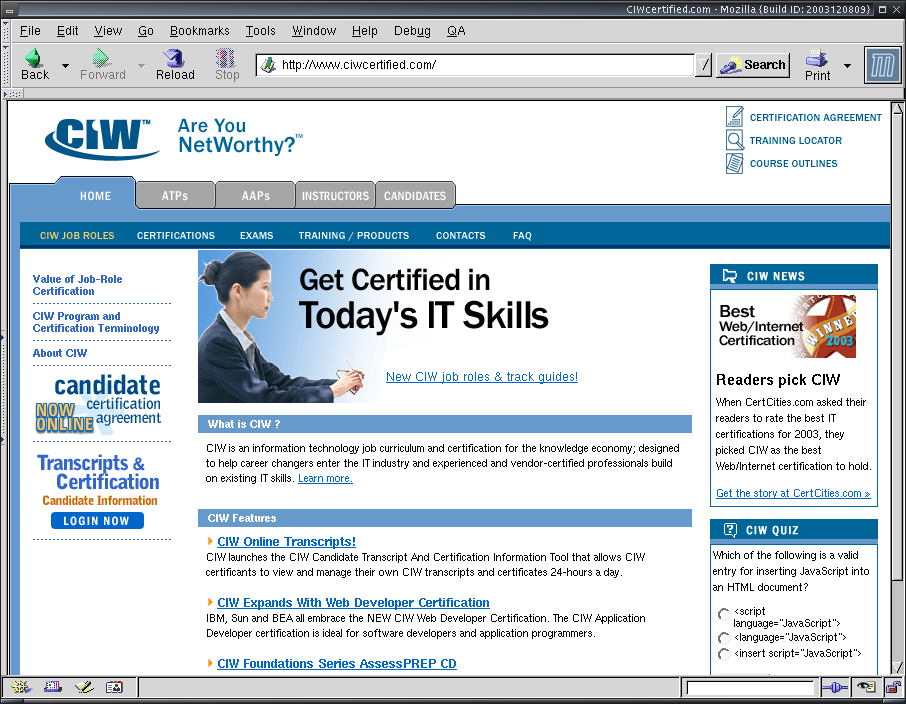 CIWcertified.com - Mozilla {Build ID: 2003120809}
File Edit View Go Bookmarks Tools Window Help Debug QA
Back Forward Reload Stop http://www.ciwcertified.com/ Search Print
CIW™ Are You
NetWorthy?™
CERTIFICATION AGREEMENT
TRAINING LOCATOR
COURSE OUTLINES
HOME ATPs AAPs INSTRUCTORS CANDIDATES
CIW JOB ROLES CERTIFICATIONS EXAMS TRAINING / PRODUCTS CONTACTS FAQ
Value of Job-Role
Certification
CIW Program and
Certification Terminology
About CIW
candidate
certification
agreement
NOW
ONLINE
Transcripts &
Certification
Candidate Information
LOGIN NOW
Get Certified in
Today's IT Skills
New CIW job roles & track guides!
What is CIW ?
CIW is an information technology job curriculum and certification for the knowledge economy; designed
to help career changers enter the IT industry and experienced and vendor-certified professionals build
on existing IT skills. Learn more.
CIW Features
CIW Online Transcripts!
CIW launches the CIW Candidate Transcript And Certification Information Tool that allows CIW
certificants to view and manage their own CIW transcripts and certificates 24-hours a day.
CIW Expands With Web Developer Certification
IBM, Sun and BEA all embrace the NEW CIW Web Developer Certification. The CIW Application
Developer certification is ideal for software developers and application programmers.
CIW Foundations Series AssessPREP CD
CIW NEWS
Best
Web/Internet
Certification
WINNER
2003
Readers pick CIW
When CertCities.com asked their
readers to rate the best IT
certifications for 2003, they
picked CIW as the best
Web/Internet certification to hold.
Get the story at CertCities.com »
CIW QUIZ
Which of the following is a valid
entry for inserting JavaScript into
an HTML document?
<script
language="JavaScript">
<language="JavaScript">
<insert script="JavaScript">